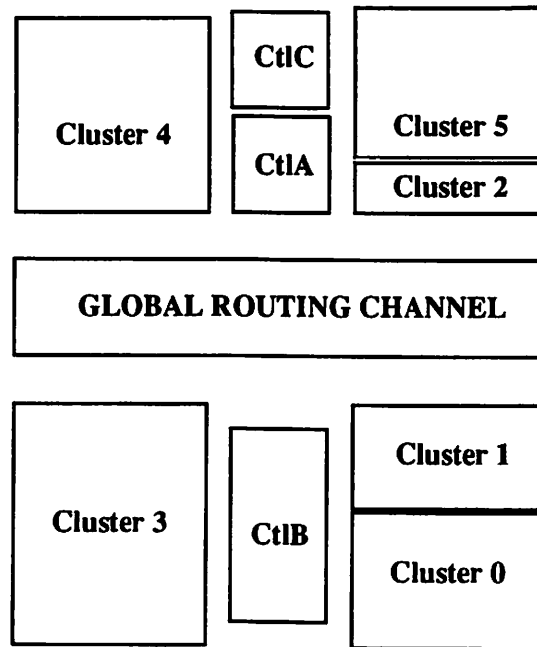 CtlC
Cluster 4
Cluster 5
CtlA
Cluster 2
GLOBAL ROUTING CHANNEL
Cluster 1
Cluster 3
CtlB
Cluster 0